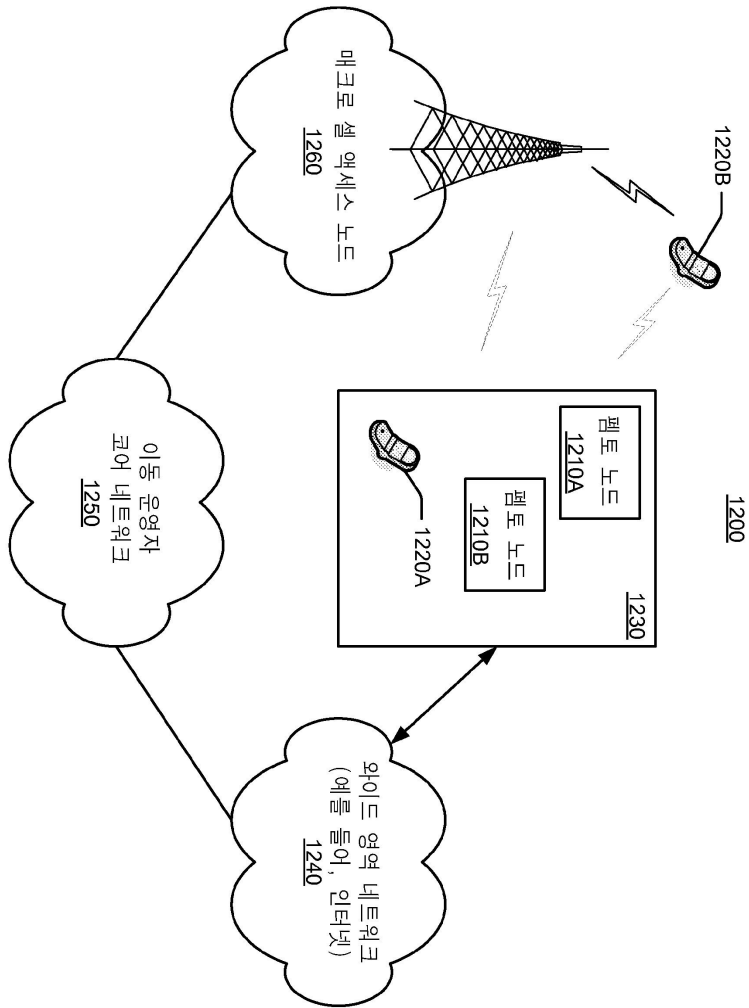 1200
1220B
1230
펨토 노드
1210A
펨토 노드
1210B
1220A
매크로 셀 액세스 노드
1260
와이드 영역 네트워크
(예를 들어, 인터넷)
1240
이동 운영자
코어 네트워크
1250